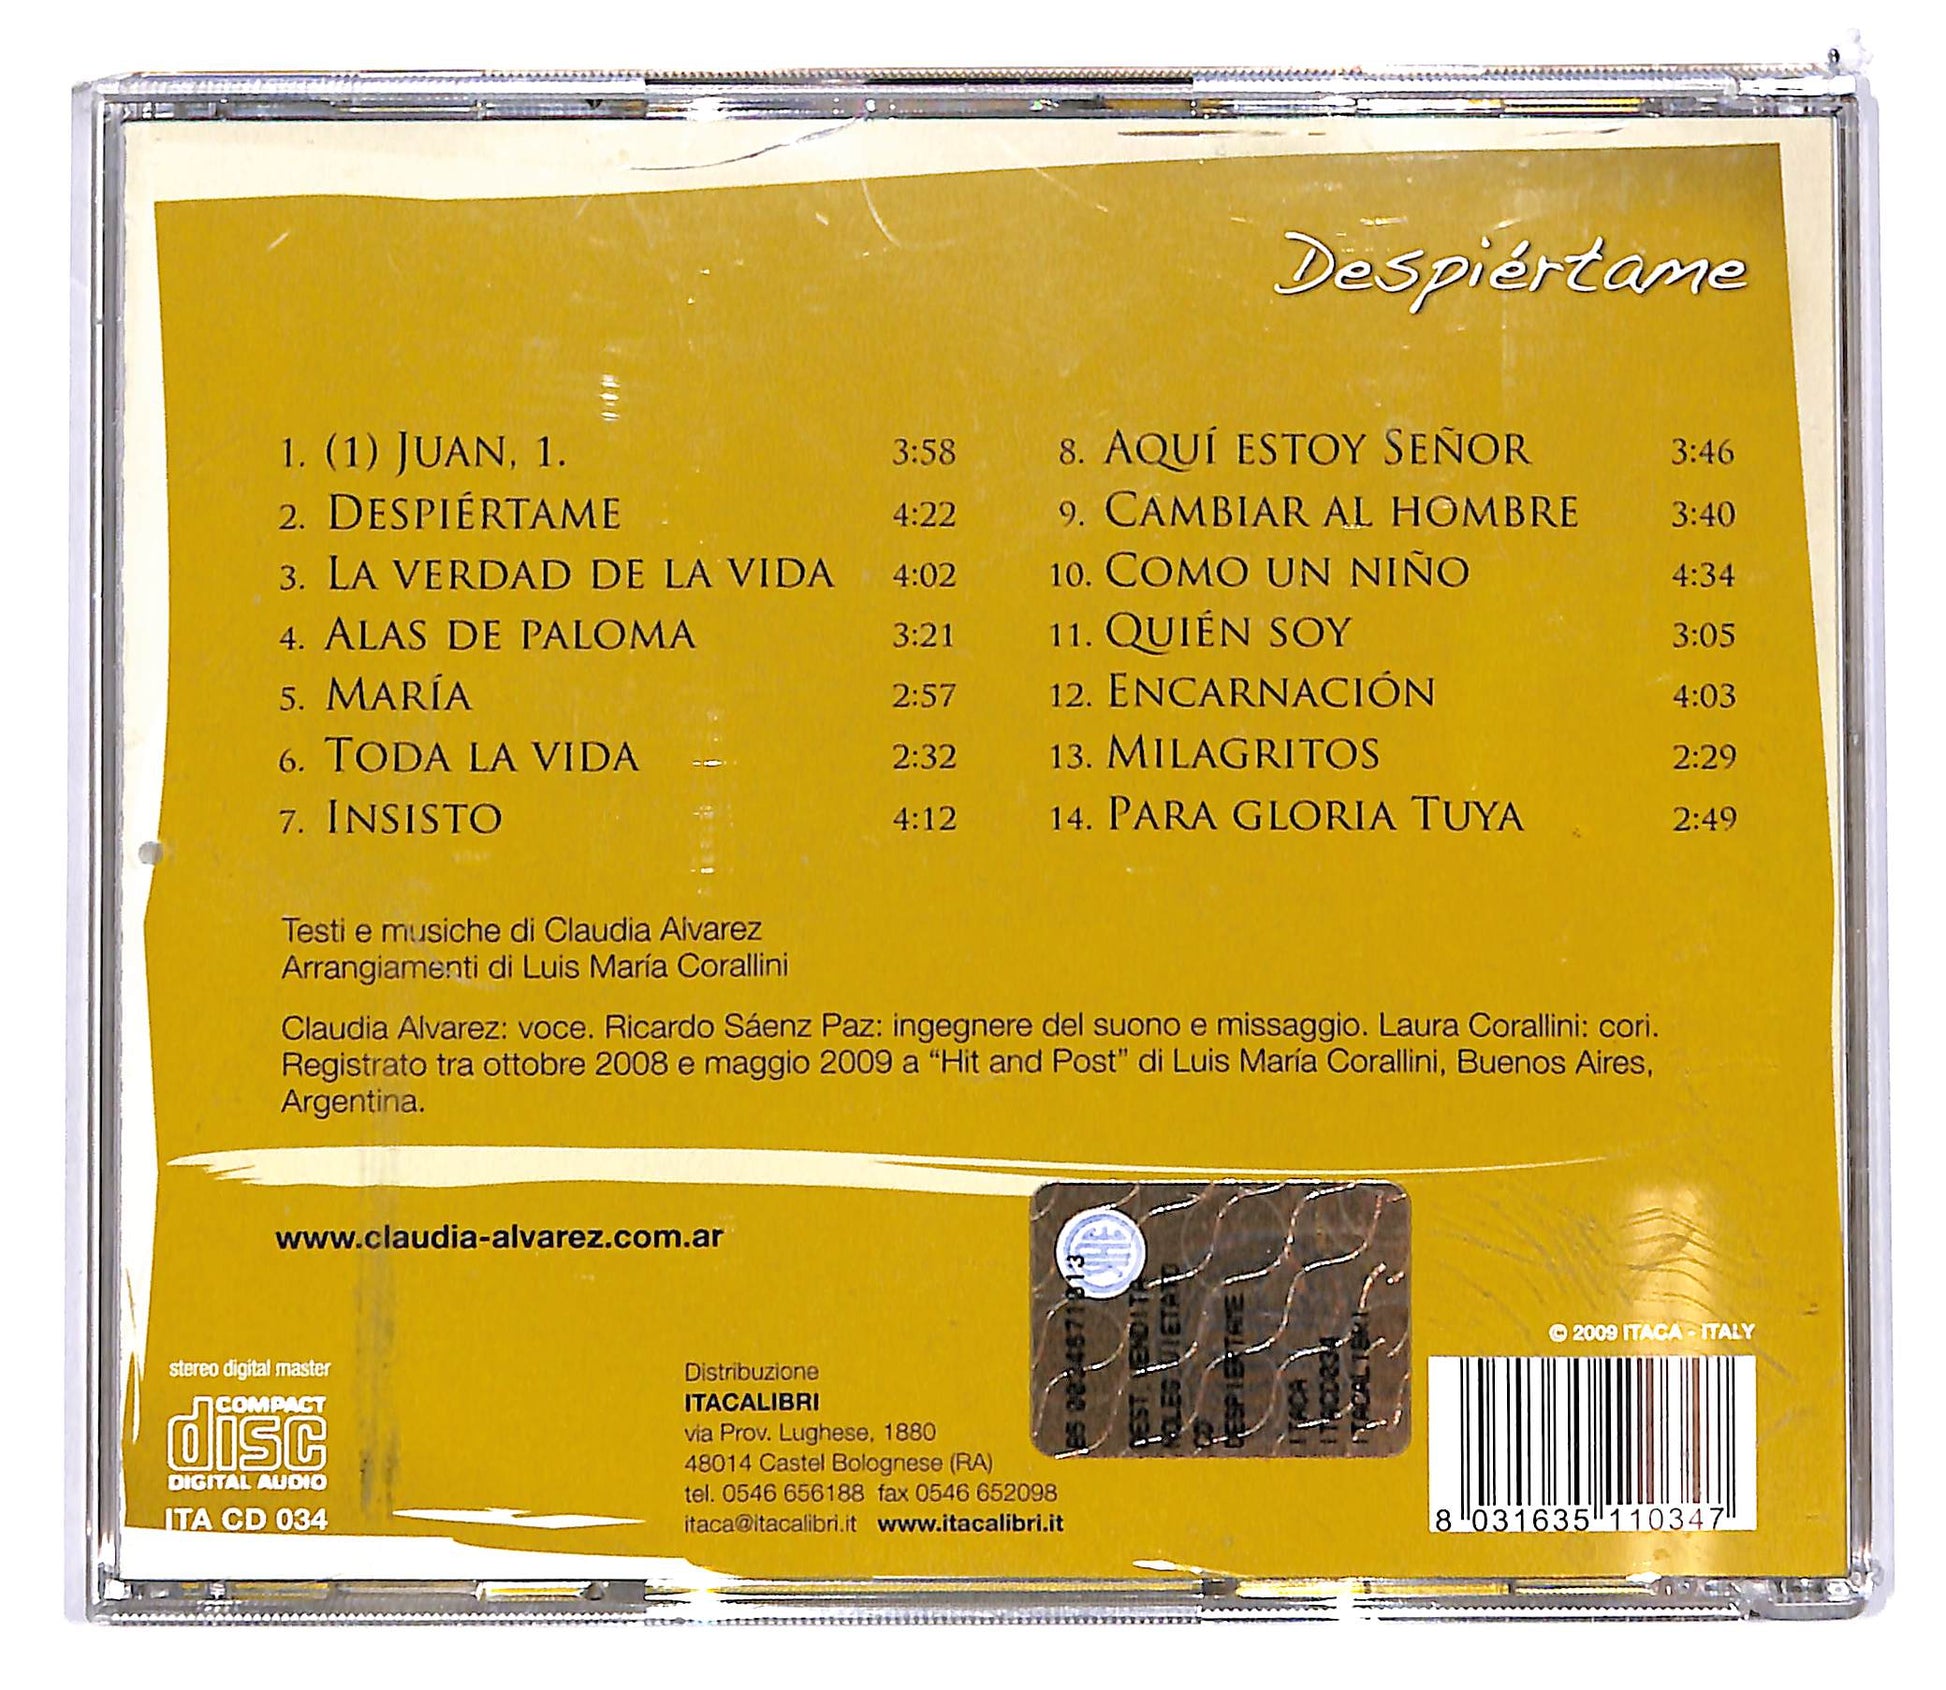 Despiértame
1. (1) Juan, 1. 3:58
2. Despiértame 4:22
3. La verdad de la vida 4:02
4. Alas de paloma 3:21
5. María 2:57
6. Toda la vida 2:32
7. Insisto 4:12
8. Aquí estoy Señor 3:46
9. Cambiar al hombre 3:40
10. Como un niño 4:34
11. Quién soy 3:05
12. Encarnación 4:03
13. Milagritos 2:29
14. Para gloria Tuya 2:49
Testi e musiche di Claudia Alvarez
Arrangiamenti di Luis María Corallini
Claudia Alvarez: voce. Ricardo Sáenz Paz: ingegnere del suono e missaggio. Laura Corallini: cori.
Registrato tra ottobre 2008 e maggio 2009 a “Hit and Post” di Luis María Corallini, Buenos Aires,
Argentina.
www.claudia-alvarez.com.ar
stereo digital master
COMPACT
disc
DIGITAL AUDIO
ITA CD 034
Distribuzione
ITACALIBRI
via Prov. Lughese, 1880
48014 Castel Bolognese (RA)
tel. 0546 656188 fax 0546 652098
itaca@itacalibri.it www.itacalibri.it
CD
DESPIERTAME
ITACA
ITACD034
ITACALIBRI
© 2009 ITACA - ITALY
8 031635 110347